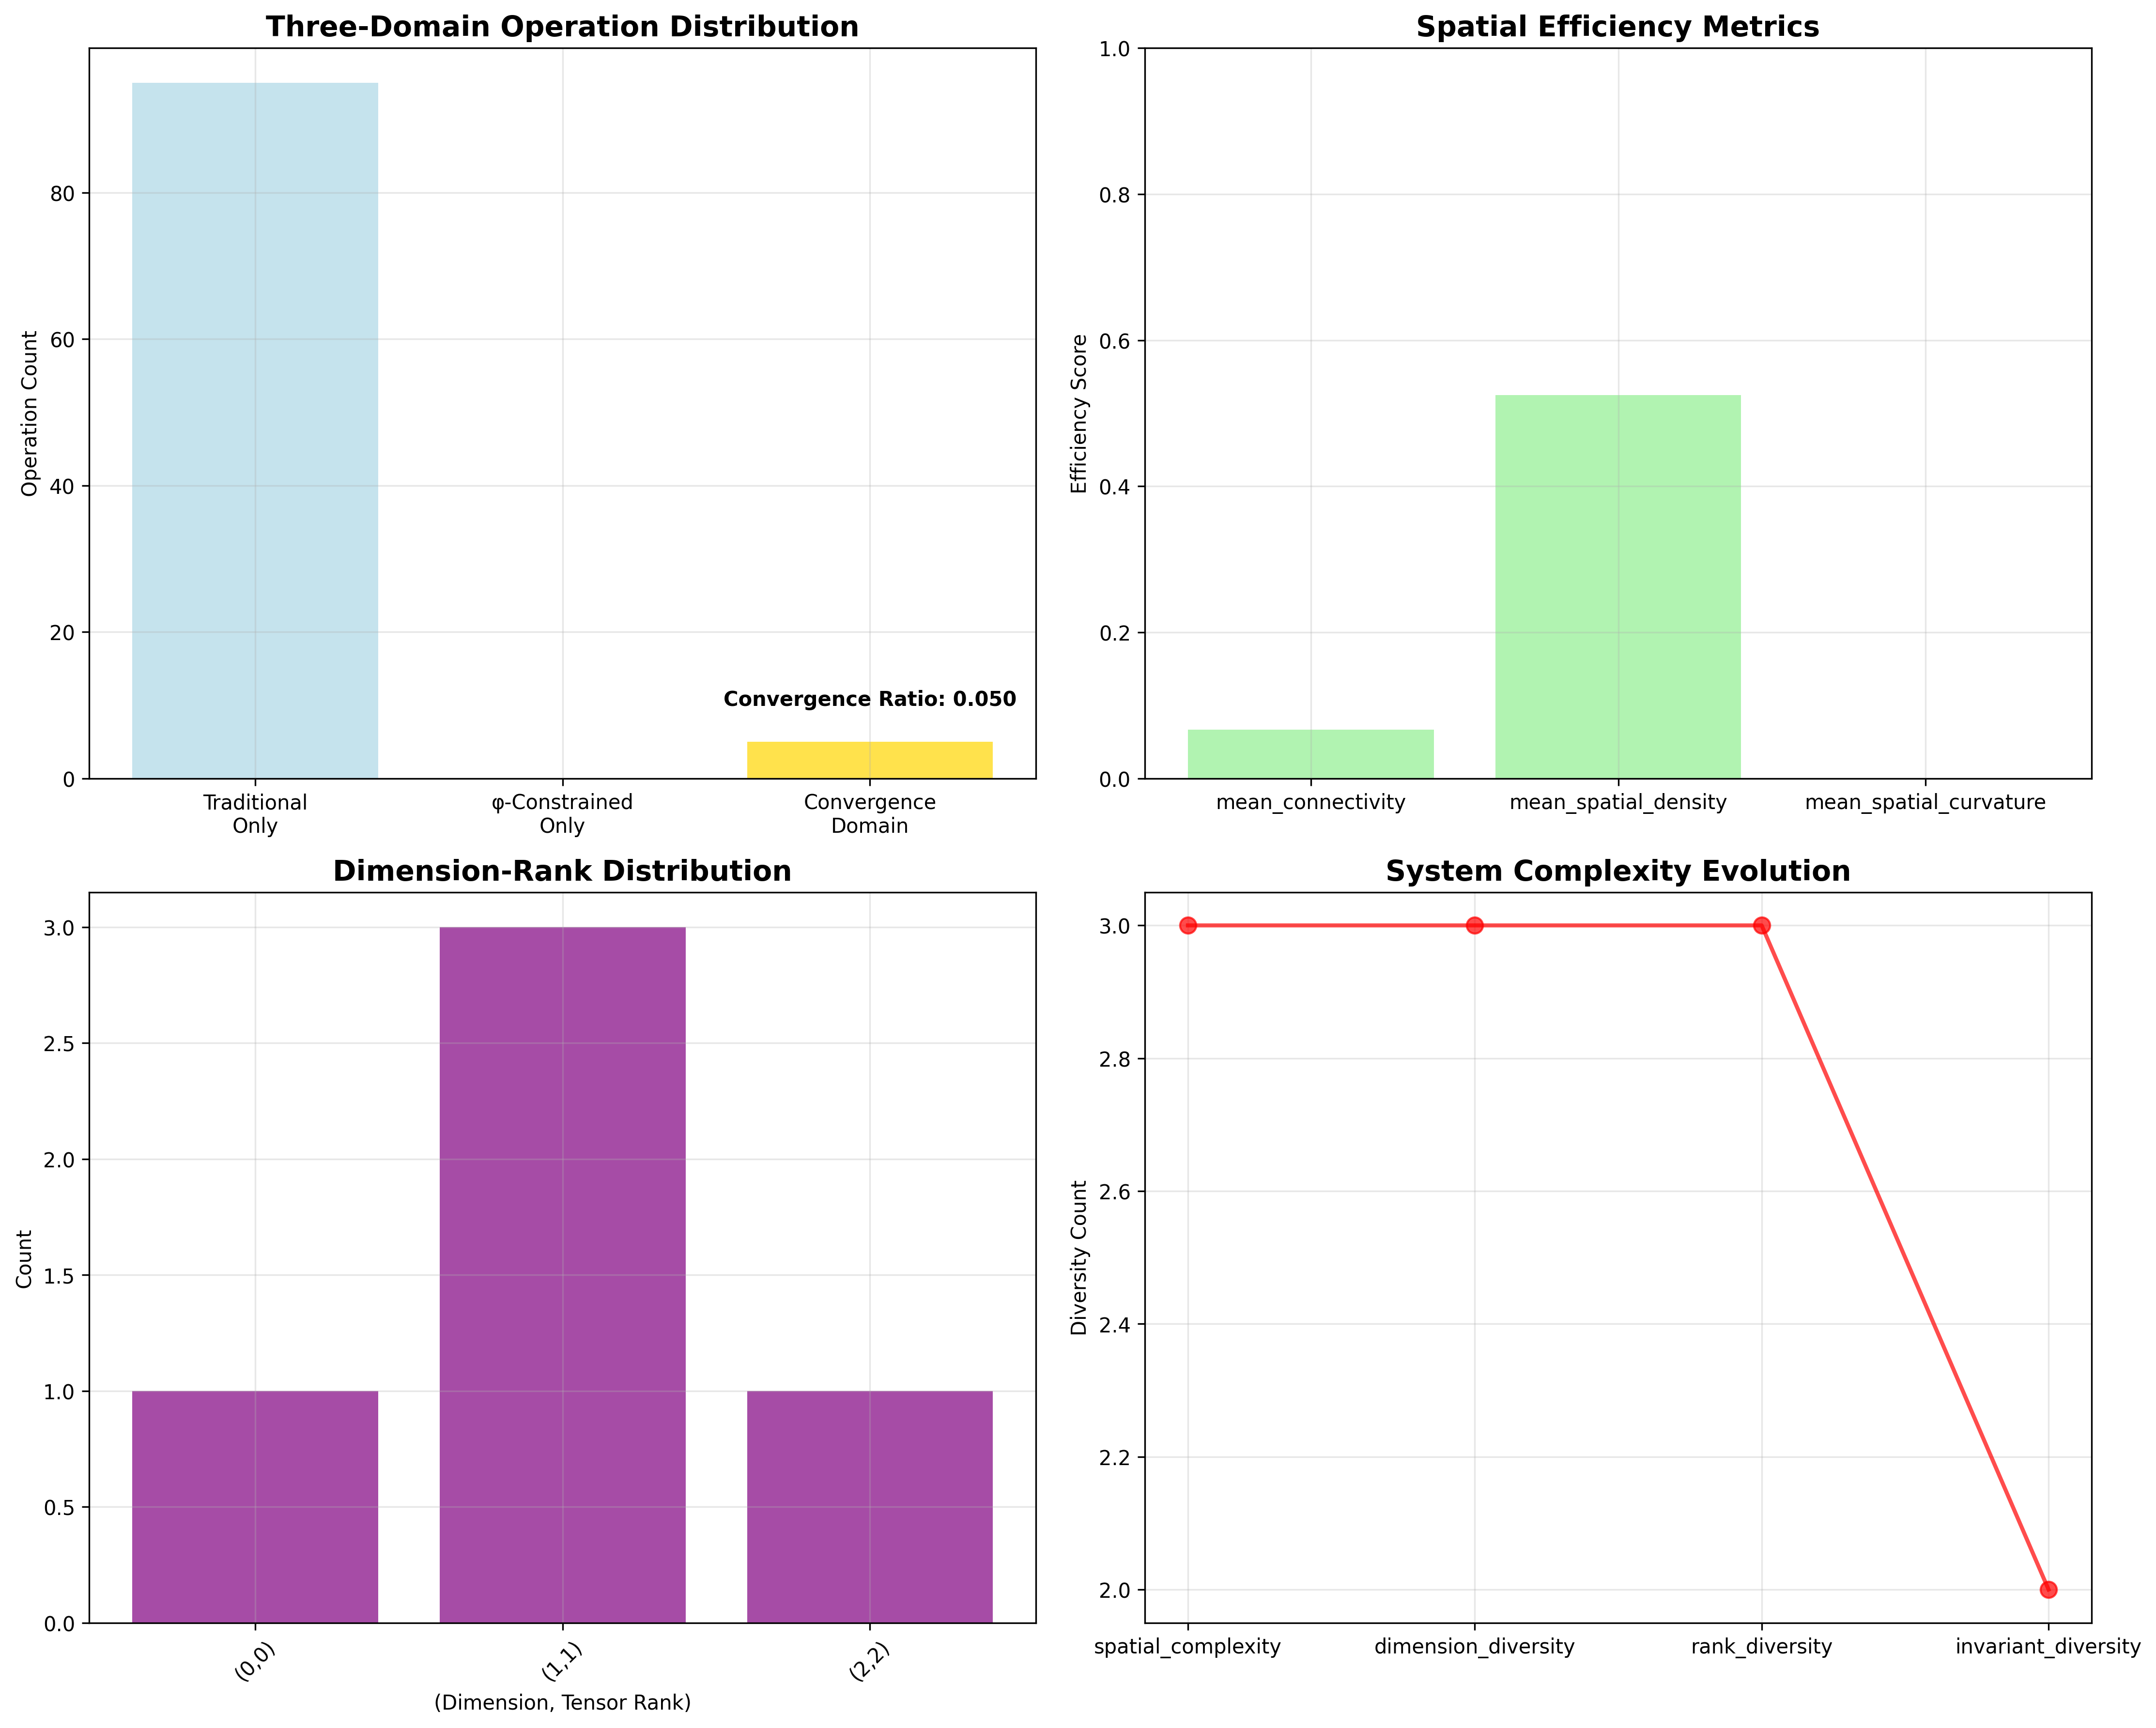 Three-Domain Operation Distribution
Operation Count
80
60
40
20
0
Convergence Ratio: 0.050
Traditional
Only
φ-Constrained
Only
Convergence
Domain
Spatial Efficiency Metrics
Efficiency Score
1.0
0.8
0.6
0.4
0.2
0.0
mean_connectivity
mean_spatial_density
mean_spatial_curvature
Dimension-Rank Distribution
Count
3.0
2.5
2.0
1.5
1.0
0.5
0.0
(0,0)
(1,1)
(2,2)
(Dimension, Tensor Rank)
System Complexity Evolution
Diversity Count
3.0
2.8
2.6
2.4
2.2
2.0
spatial_complexity
dimension_diversity
rank_diversity
invariant_diversity